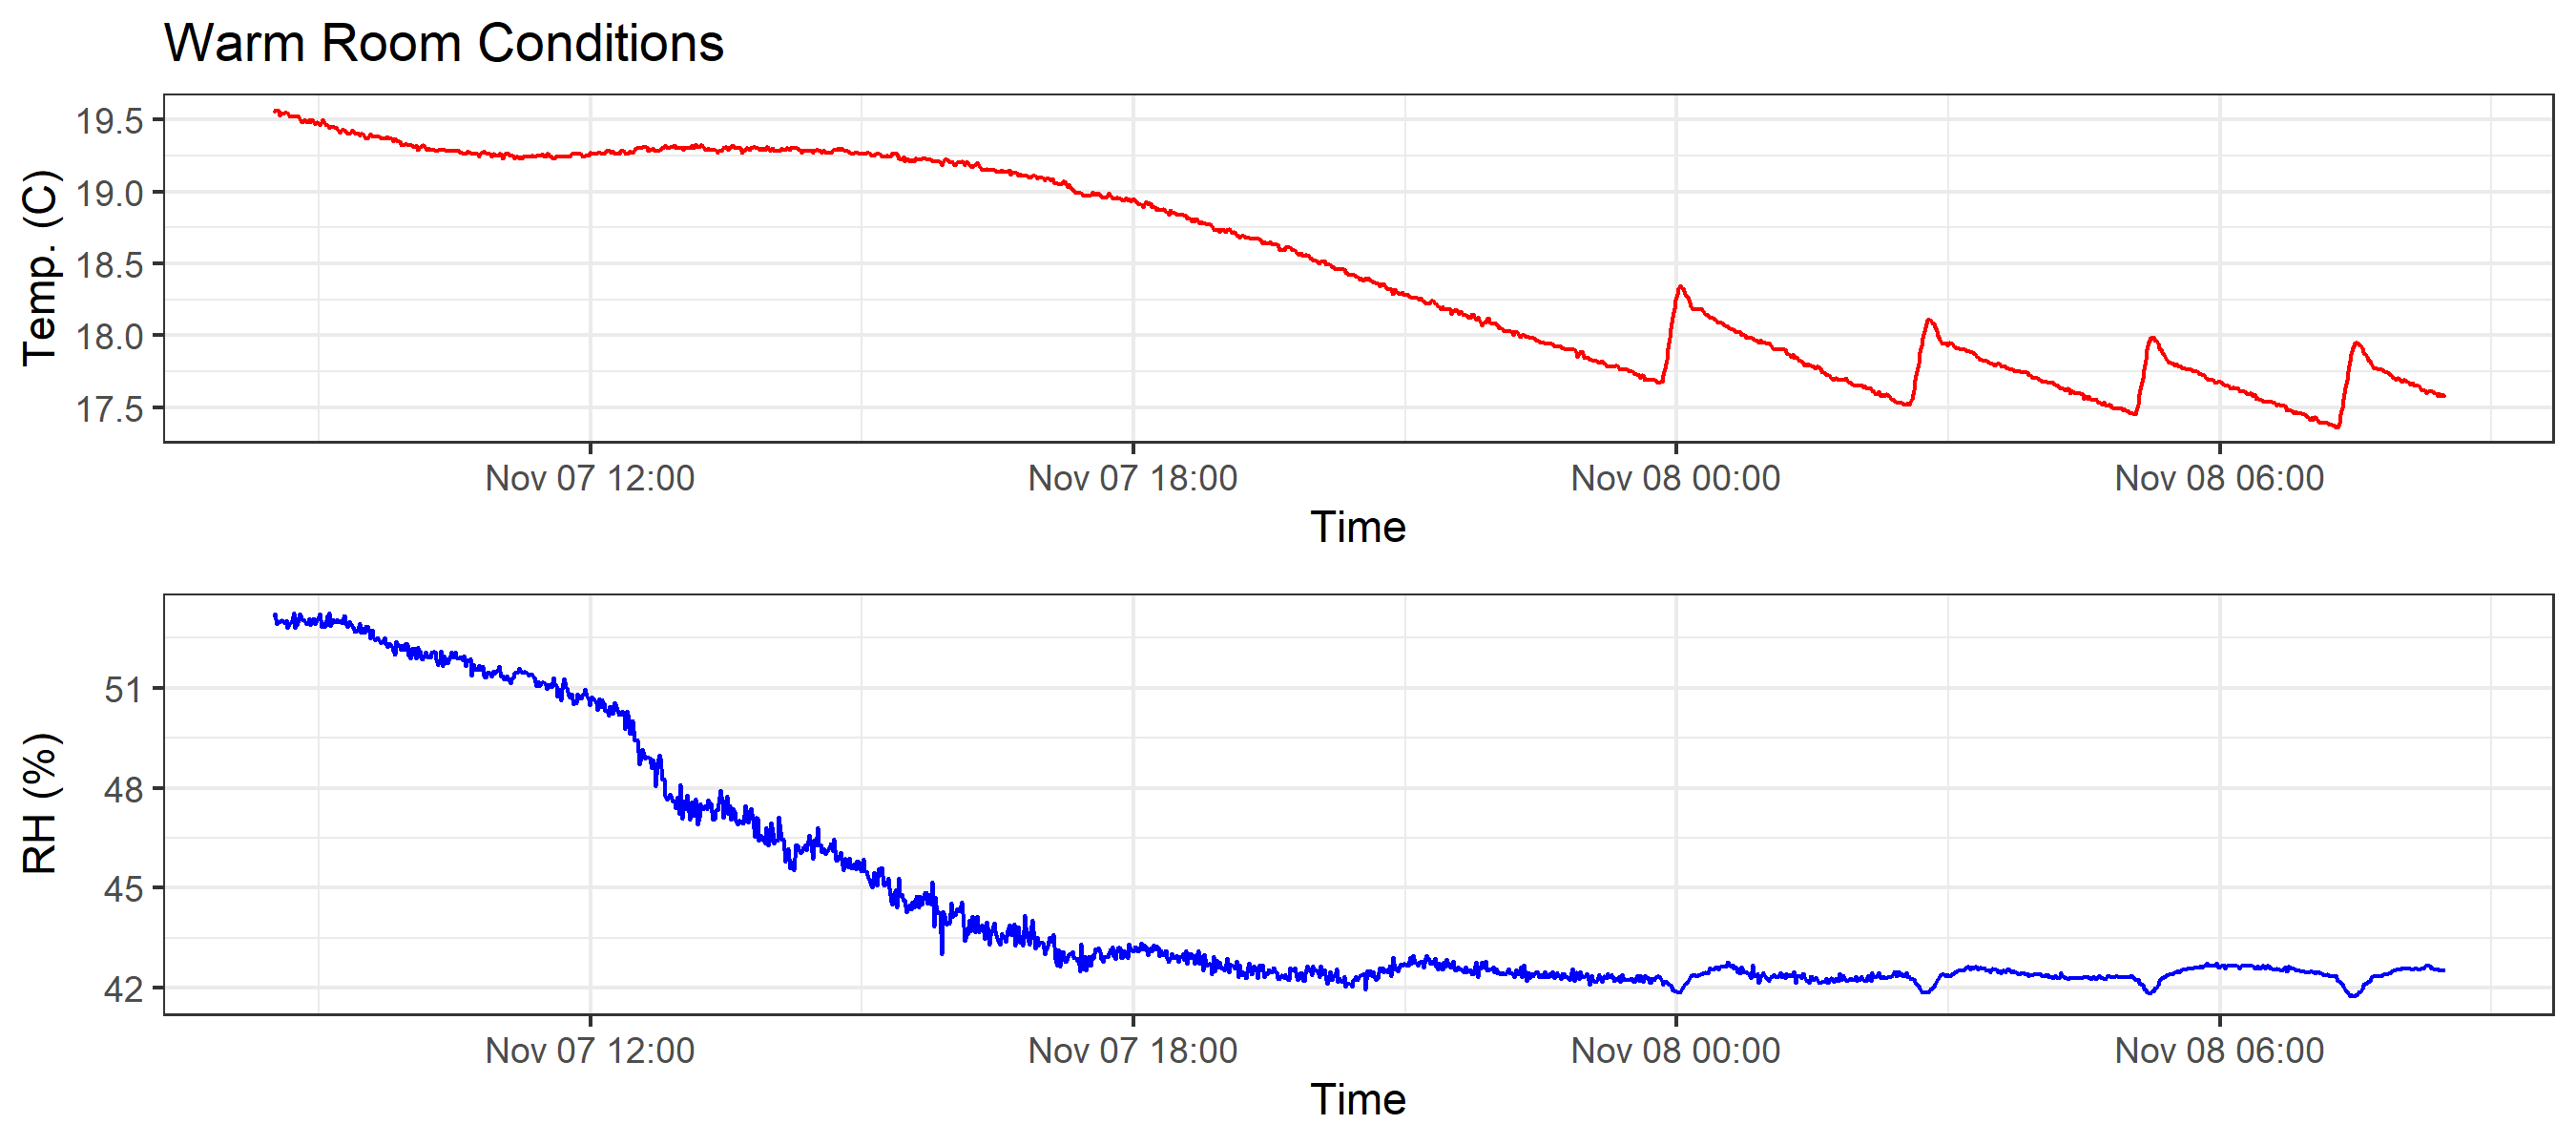 Warm Room Conditions
Temp. (C)
19.5
19.0
18.5
18.0
17.5
Nov 07 12:00 Nov 07 18:00 Nov 08 00:00 Nov 08 06:00
Time
RH (%)
51
48
45
42
Nov 07 12:00 Nov 07 18:00 Nov 08 00:00 Nov 08 06:00
Time